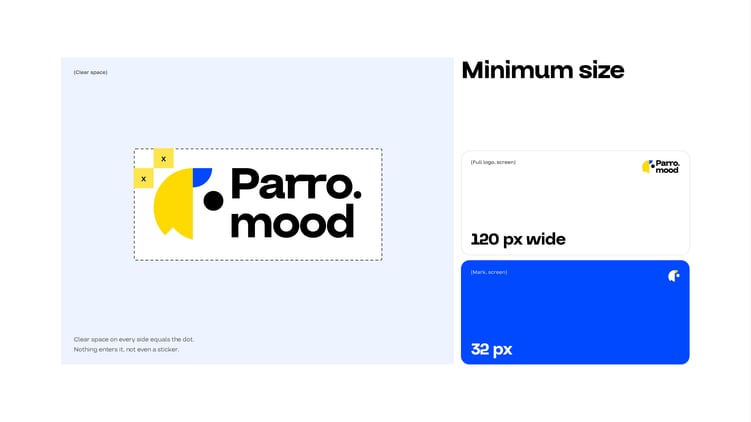 (Clear space)
x
x
Parro.
mood
Clear space on every side equals the dot.
Nothing enters it, not even a sticker.
Minimum size
(Full logo, screen)
Parro.
mood
120 px wide
(Mark, screen)
32 px